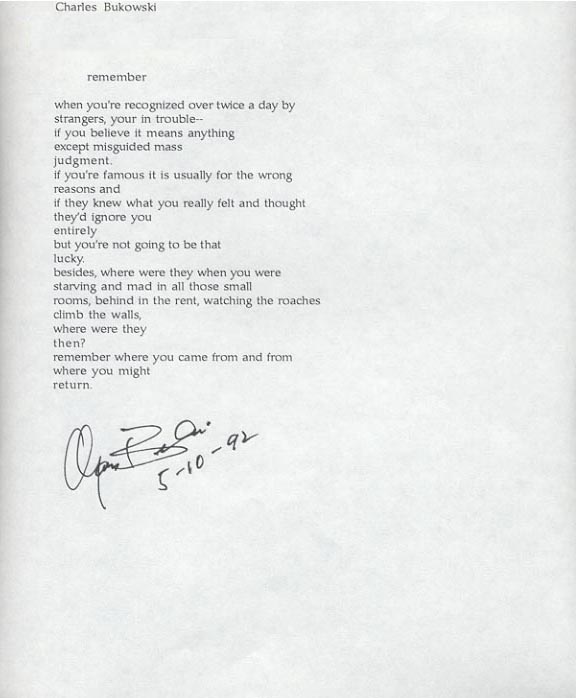 Charles Bukowski
remember
when you're recognized over twice a day by
strangers, your in trouble--
if you believe it means anything
except misguided mass
judgment.
if you're famous it is usually for the wrong
reasons and
if they knew what you really felt and thought
they'd ignore you
entirely
but you're not going to be that
lucky.
besides, where were they when you were
starving and mad in all those small
rooms, behind in the rent, watching the roaches
climb the walls,
where were they
then?
remember where you came from and from
where you might
return.
5-10-92